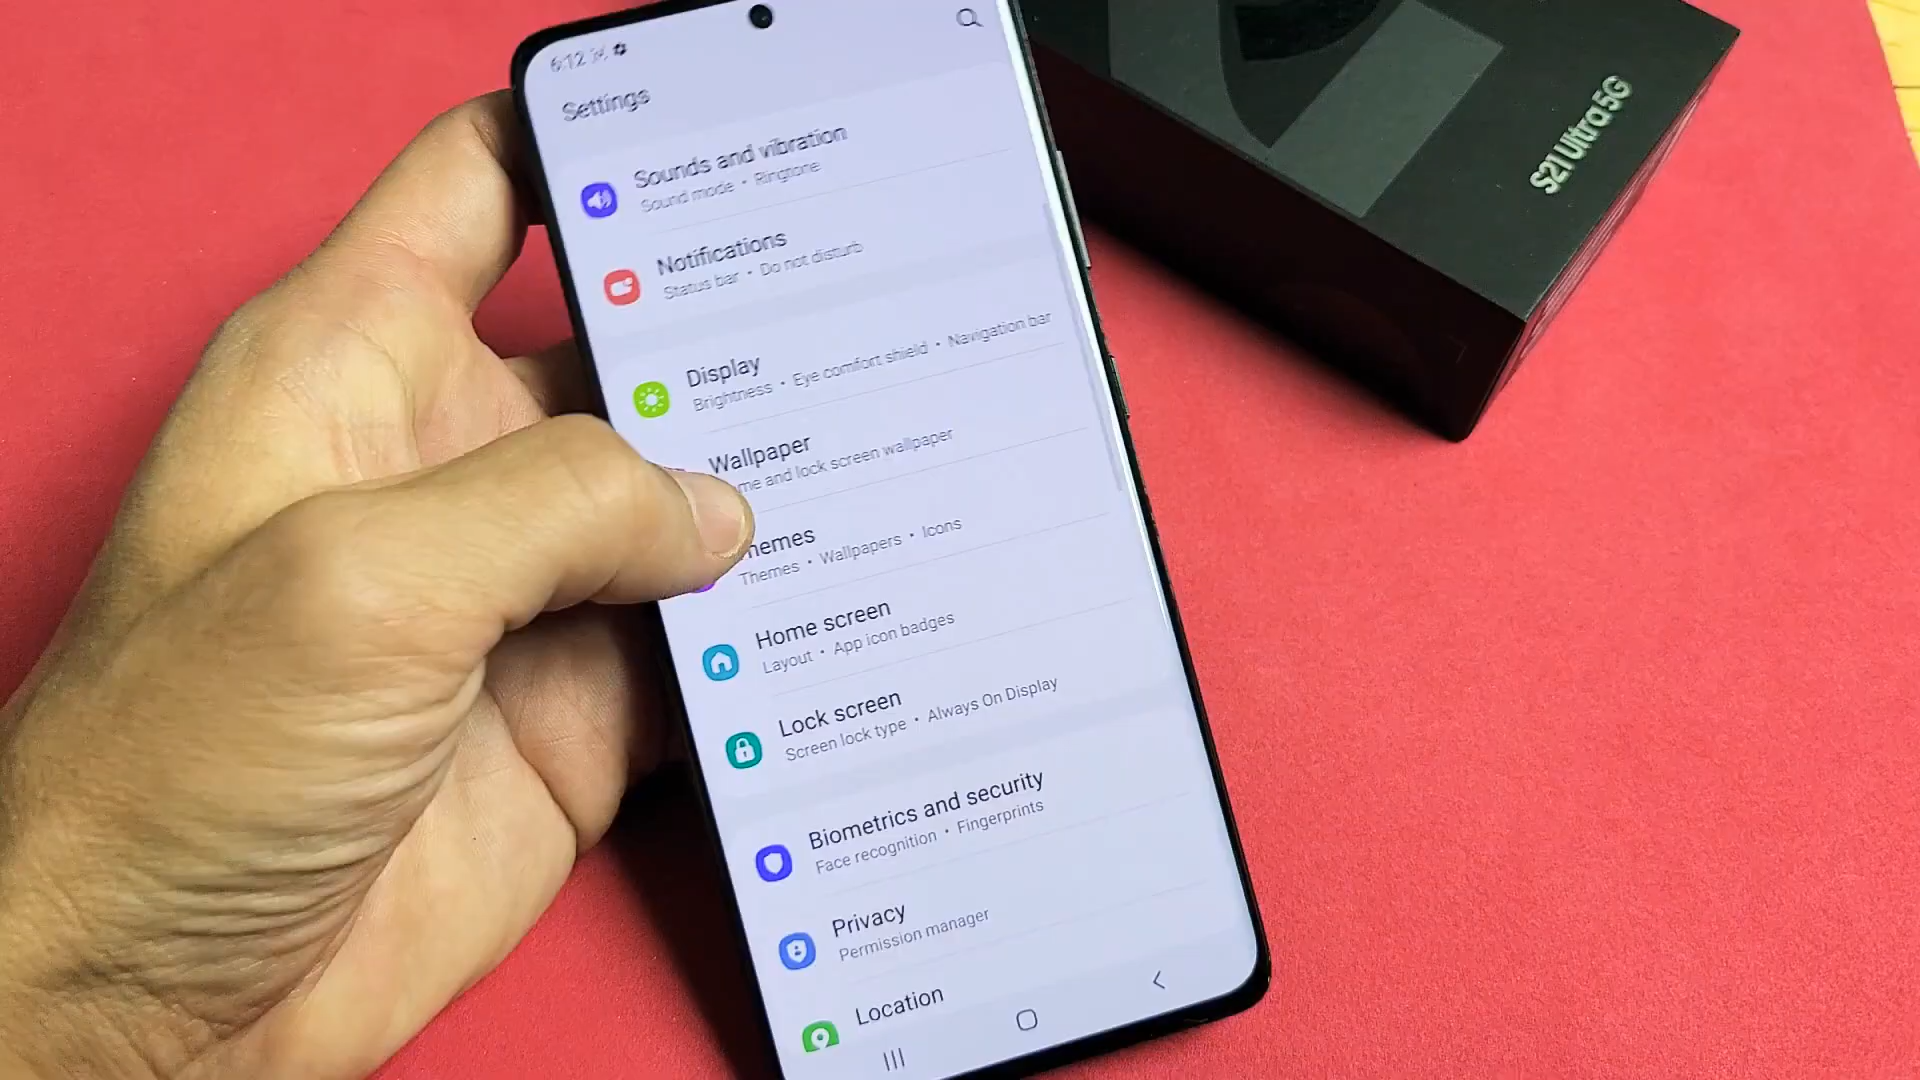 6:12
Settings
Sounds and vibration
Sound mode • Ringtone
Notifications
Status bar • Do not disturb
Display
Brightness • Eye comfort shield • Navigation bar
Wallpaper
me and lock screen wallpaper
hemes
Themes • Wallpapers • Icons
Home screen
Layout • App icon badges
Lock screen
Screen lock type • Always On Display
Biometrics and security
Face recognition • Fingerprints
Privacy
Permission manager
Location
S21 Ultra 5G